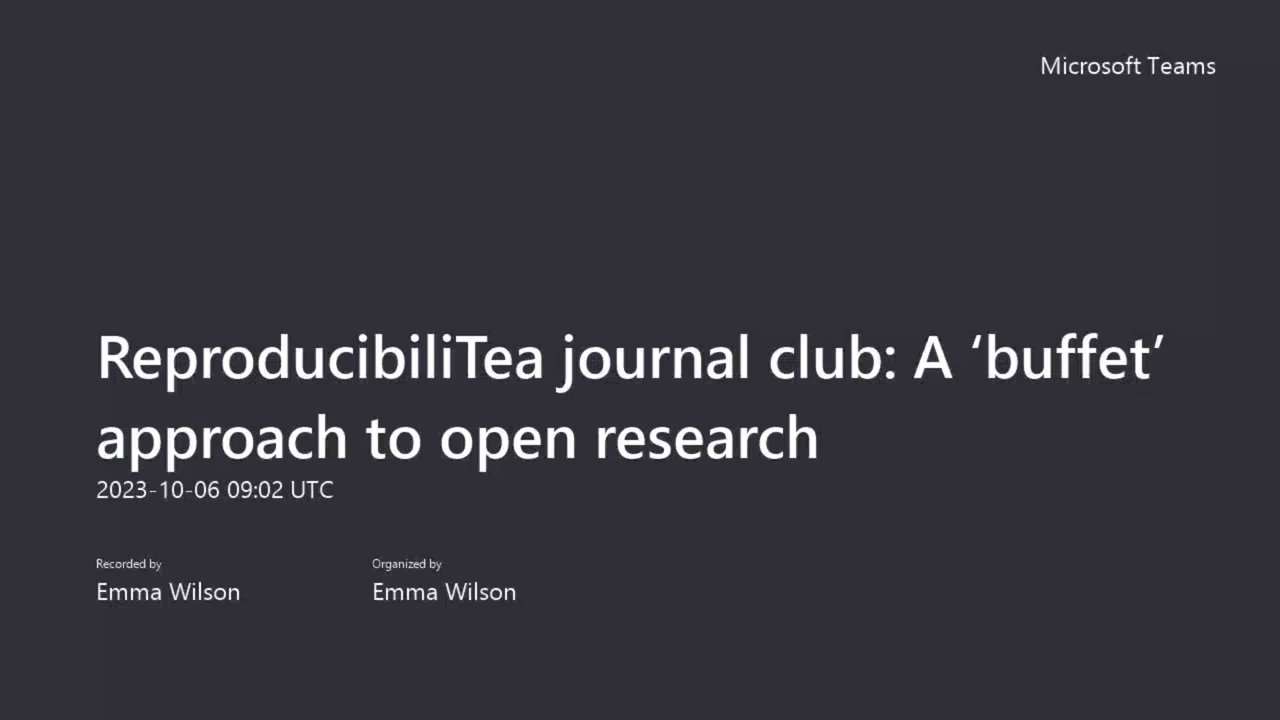 Microsoft Teams
ReproducibiliTea journal club: A ‘buffet’
approach to open research
2023-10-06 09:02 UTC
Recorded by
Emma Wilson
Organized by
Emma Wilson